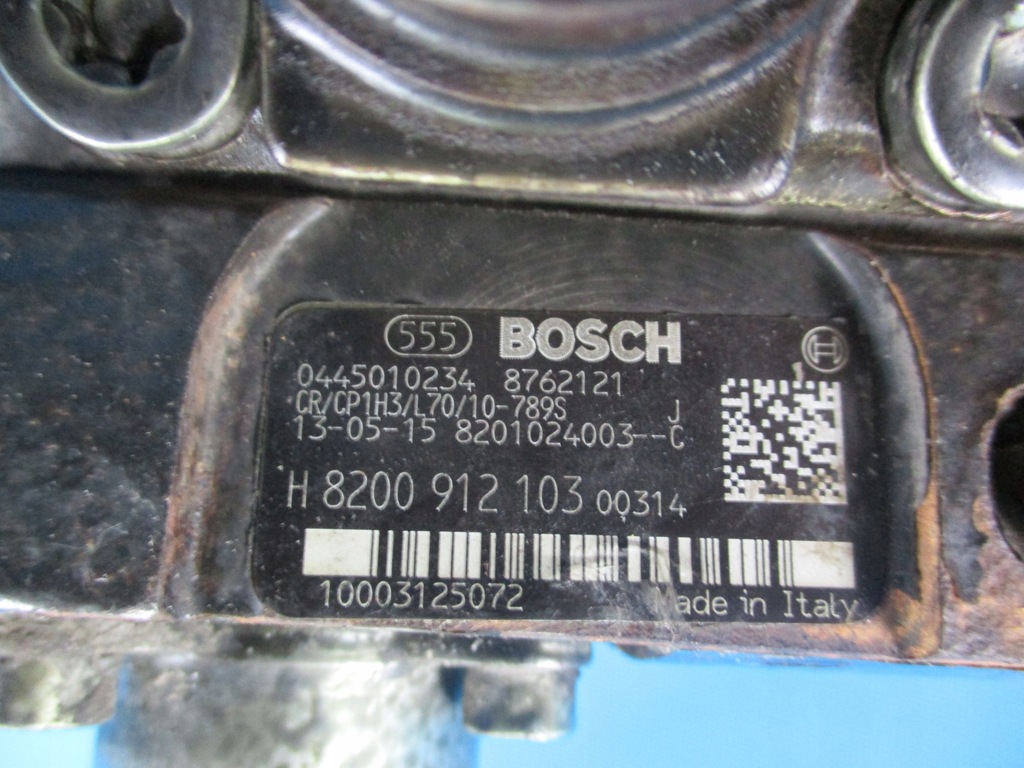 555 BOSCH H
0445010234 8762121
CR/CP1H3/L70/10-789S J
13-05-15 8201024003--C
H 8200 912 103 00314
10003125072 Made in Italy